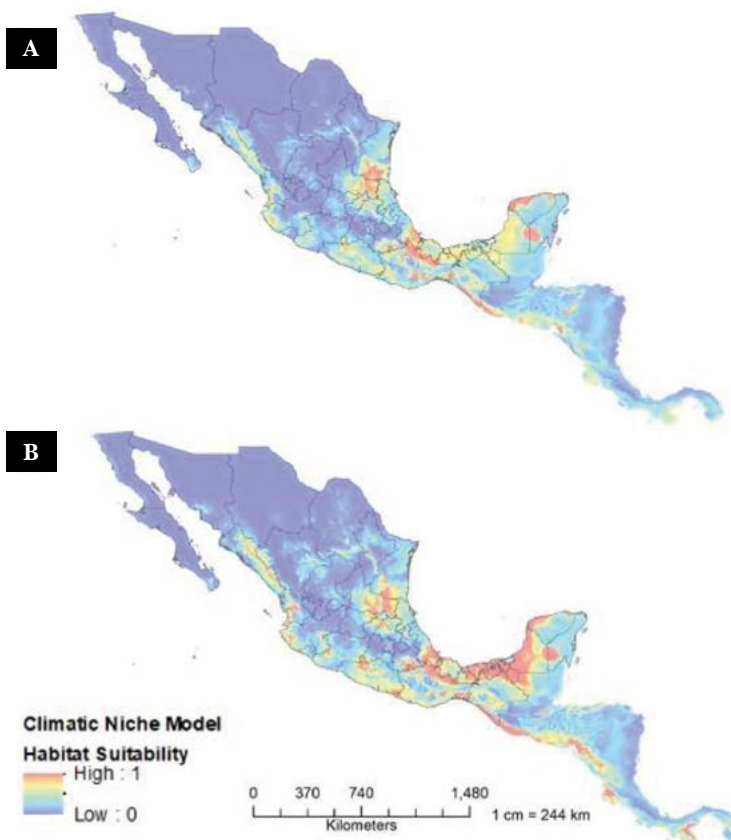 A
B
Climatic Niche Model
Habitat Suitability
High : 1
Low : 0
0 370 740 1,480
Kilometers
1 cm = 244 km